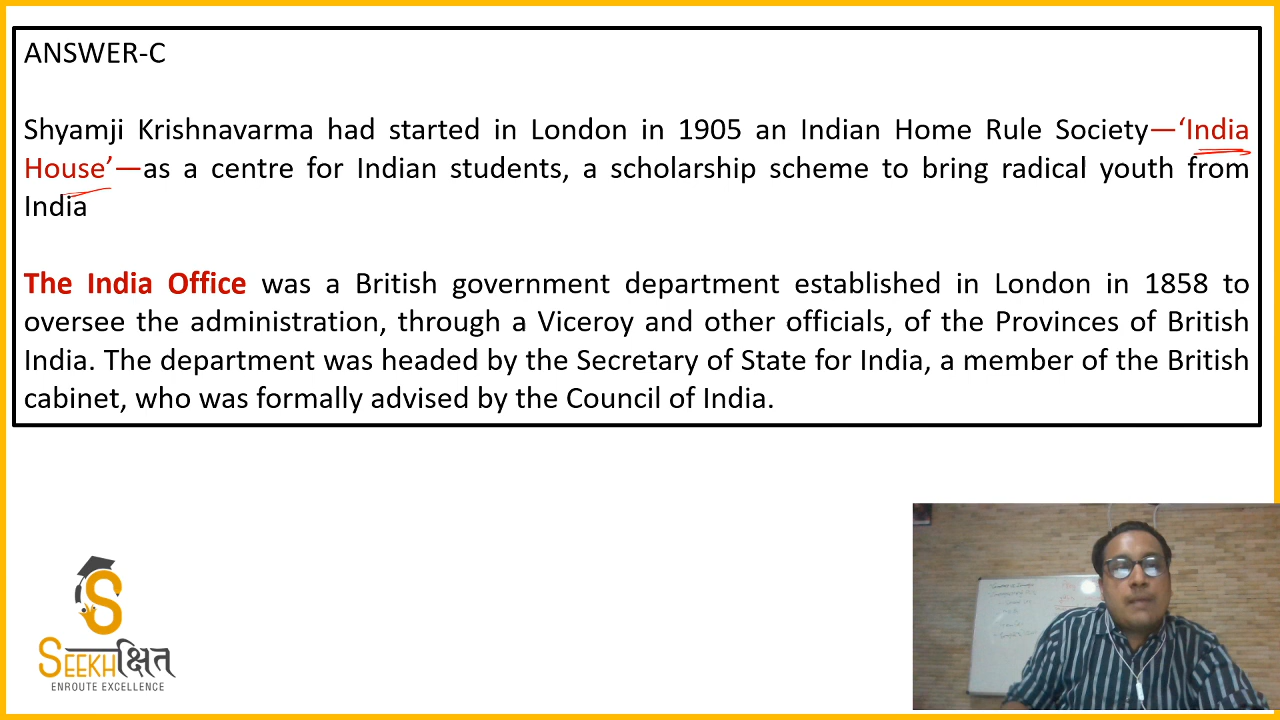 ANSWER-C
Shyamji Krishnavarma had started in London in 1905 an Indian Home Rule Society—‘India
House’—as a centre for Indian students, a scholarship scheme to bring radical youth from
India
The India Office was a British government department established in London in 1858 to
oversee the administration, through a Viceroy and other officials, of the Provinces of British
India. The department was headed by the Secretary of State for India, a member of the British
cabinet, who was formally advised by the Council of India.
SEEKHक्षित
ENROUTE EXCELLENCE